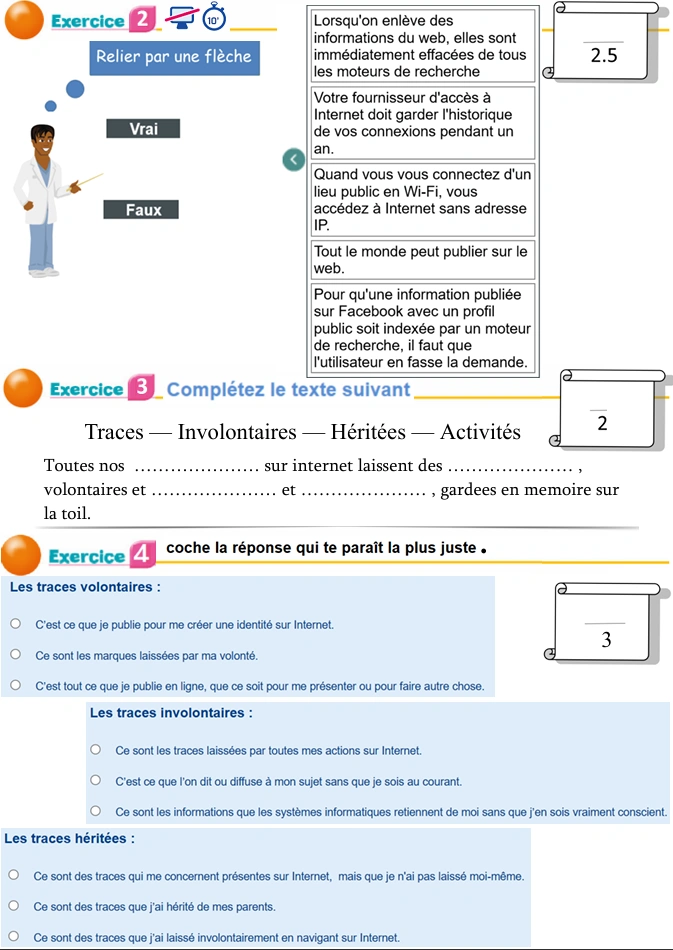 Exercice 2
10'
Relier par une flèche
Vrai
Faux
Lorsqu'on enlève des
informations du web, elles sont
immédiatement effacées de tous
les moteurs de recherche
Votre fournisseur d'accès à
Internet doit garder l'historique
de vos connexions pendant un
an.
Quand vous vous connectez d'un
lieu public en Wi-Fi, vous
accédez à Internet sans adresse
IP.
Tout le monde peut publier sur le
web.
Pour qu'une information publiée
sur Facebook avec un profil
public soit indexée par un moteur
de recherche, il faut que
l'utilisateur en fasse la demande.
2.5
Exercice 3 Complétez le texte suivant
2
Traces — Involontaires — Héritées — Activités
Toutes nos ..................... sur internet laissent des ..................... ,
volontaires et ..................... et ..................... , gardees en memoire sur
la toil.
Exercice 4 coche la réponse qui te paraît la plus juste .
3
Les traces volontaires :
C'est ce que je publie pour me créer une identité sur Internet.
Ce sont les marques laissées par ma volonté.
C'est tout ce que je publie en ligne, que ce soit pour me présenter ou pour faire autre chose.
Les traces involontaires :
Ce sont les traces laissées par toutes mes actions sur Internet.
C'est ce que l'on dit ou diffuse à mon sujet sans que je sois au courant.
Ce sont les informations que les systèmes informatiques retiennent de moi sans que j'en sois vraiment conscient.
Les traces héritées :
Ce sont des traces qui me concernent présentes sur Internet, mais que je n'ai pas laissé moi-même.
Ce sont des traces que j'ai hérité de mes parents.
Ce sont des traces que j'ai laissé involontairement en navigant sur Internet.